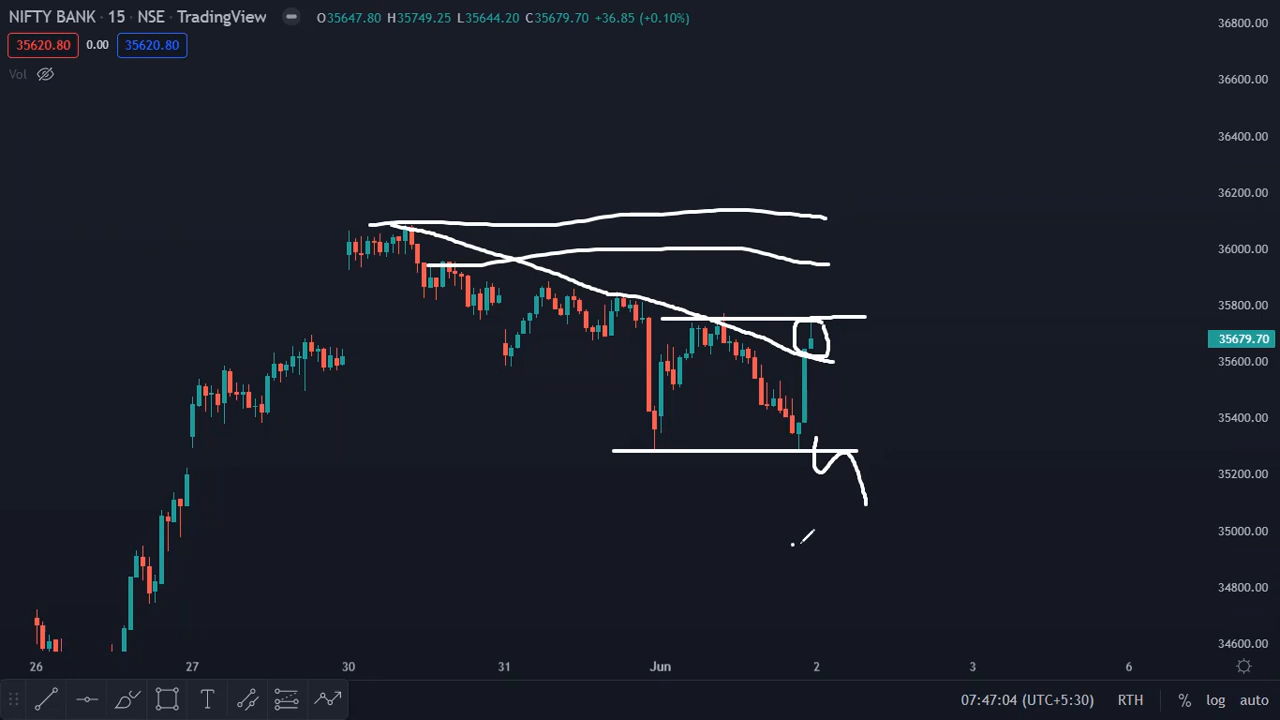 NIFTY BANK · 15 · NSE · TradingView O35647.80 H35749.25 L35644.20 C35679.70 +36.85 (+0.10%)
35620.80 0.00 35620.80
Vol
36800.00
36600.00
36400.00
36200.00
36000.00
35800.00
35679.70
35600.00
35400.00
35200.00
35000.00
34800.00
34600.00
26 27 30 31 Jun 2 3 6
07:47:04 (UTC+5:30) RTH % log auto